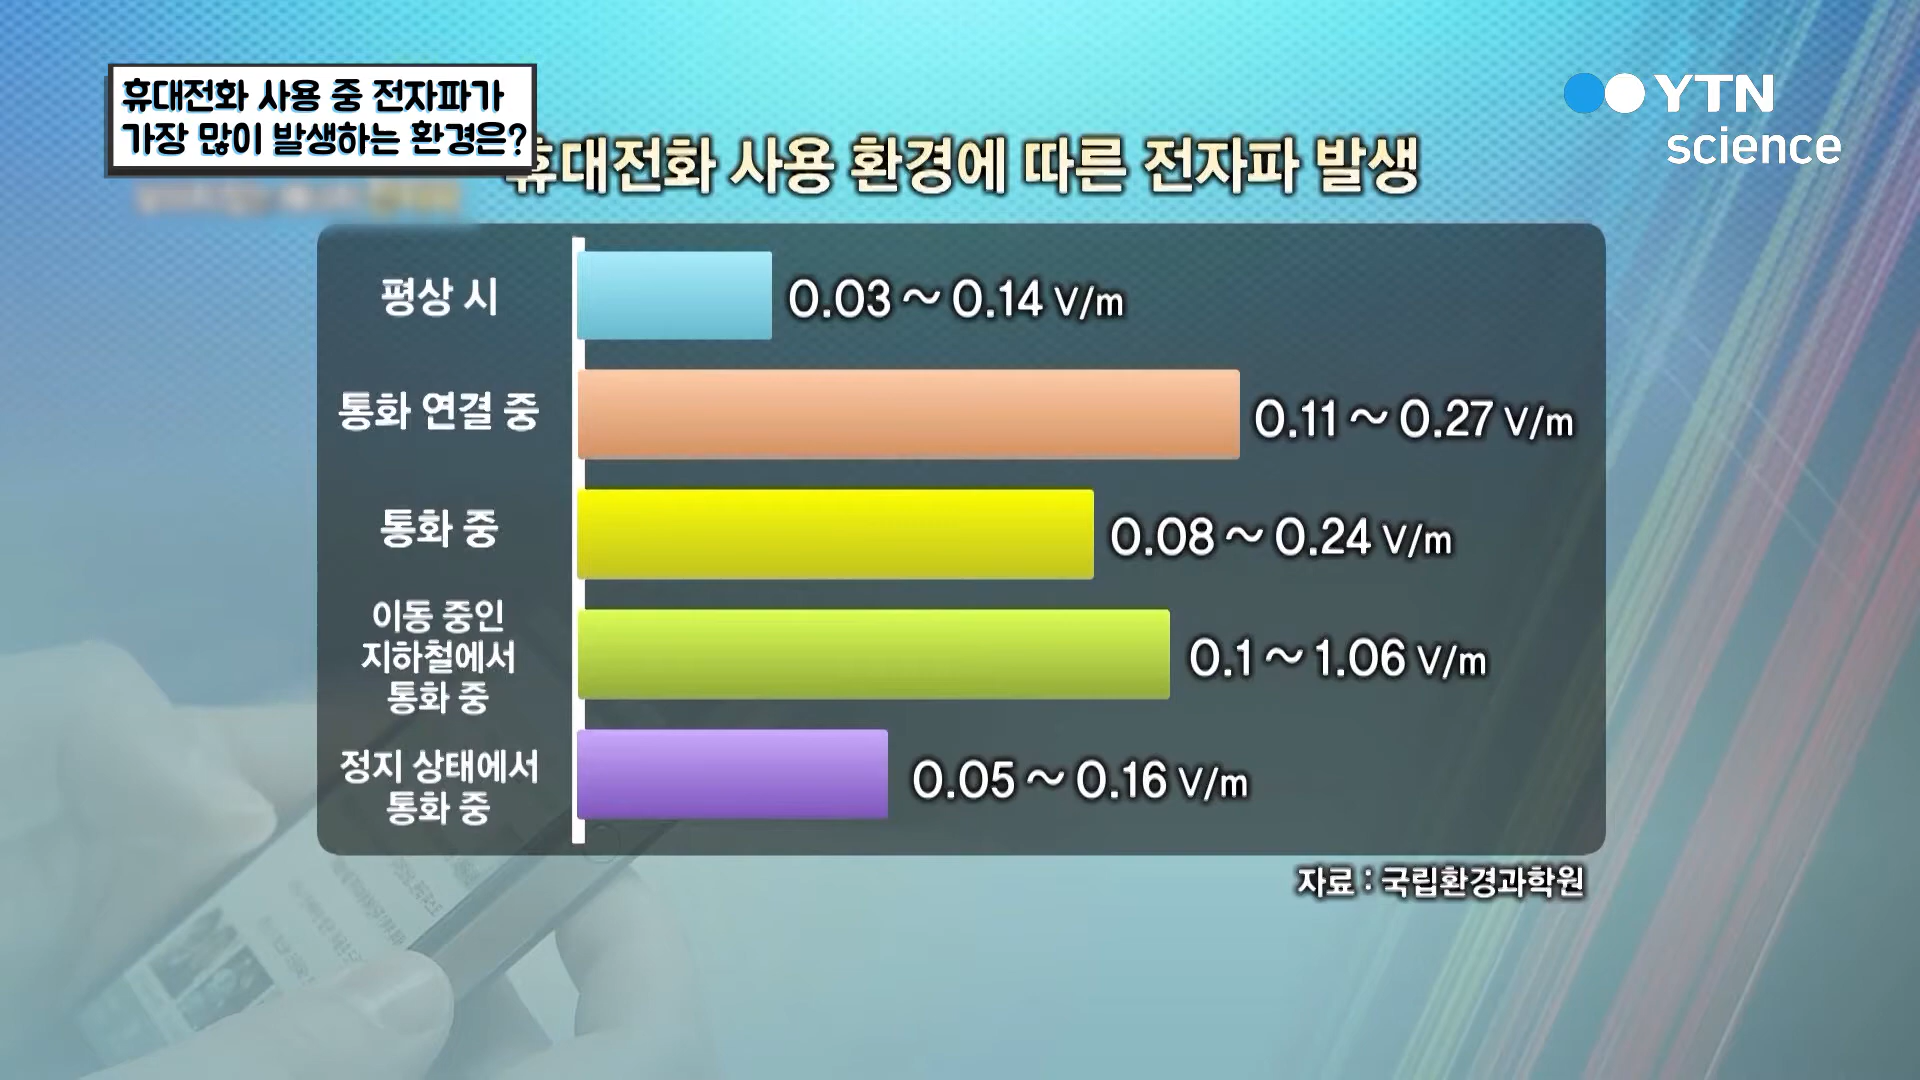 휴대전화 사용 중 전자파가
가장 많이 발생하는 환경은?
YTN
science
휴대전화 사용 환경에 따른 전자파 발생
평상 시
0.03 ~ 0.14 V/m
통화 연결 중
0.11 ~ 0.27 V/m
통화 중
0.08 ~ 0.24 V/m
이동 중인
지하철에서
통화 중
0.1 ~ 1.06 V/m
정지 상태에서
통화 중
0.05 ~ 0.16 V/m
자료 : 국립환경과학원